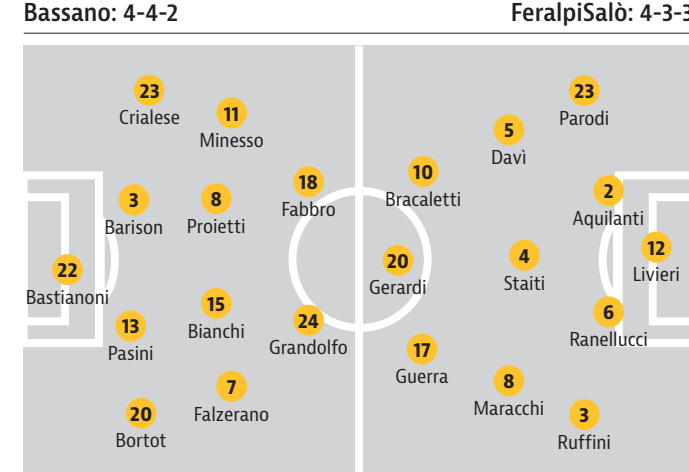 Bassano: 4-4-2
FeralpiSalò: 4-3-3
23
Crialese
11
Minesso
3
Barison
8
Proietti
18
Fabbro
22
Bastianoni
13
Pasini
15
Bianchi
24
Grandolfo
7
Falzerano
20
Bortot
23
Parodi
5
Davì
10
Bracaletti
2
Aquilanti
20
Gerardi
4
Staiti
12
Livieri
6
Ranellucci
17
Guerra
8
Maracchi
3
Ruffini